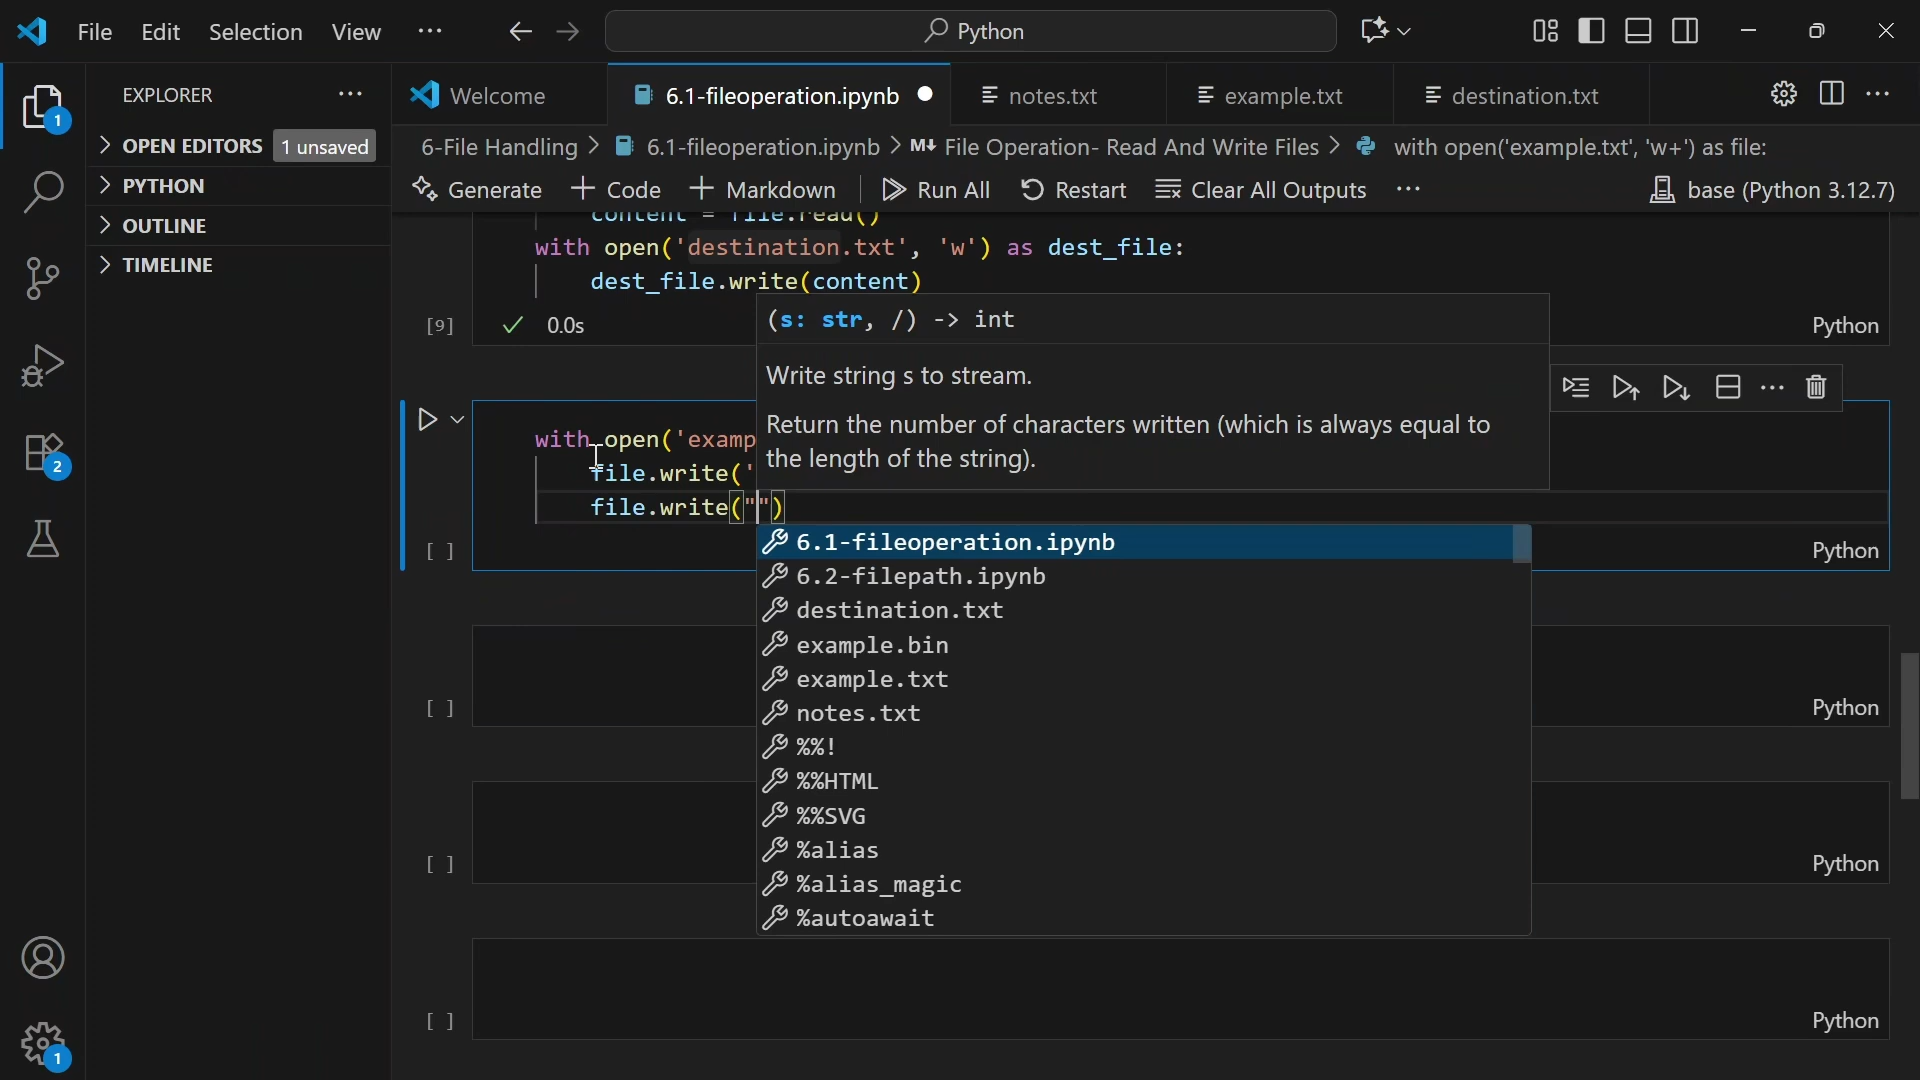 File Edit Selection View ··· Python
EXPLORER ···
OPEN EDITORS 1 unsaved
PYTHON
OUTLINE
TIMELINE
1
2
1
Welcome 6.1-fileoperation.ipynb notes.txt example.txt destination.txt ···
6-File Handling > 6.1-fileoperation.ipynb > M↓ File Operation- Read And Write Files > with open('example.txt', 'w+') as file:
Generate + Code + Markdown Run All Restart Clear All Outputs ··· base (Python 3.12.7)
content = file.read()
with open('destination.txt', 'w') as dest_file:
dest_file.write(content)
[9] 0.0s Python
(s: str, /) -> int
Write string s to stream.
Return the number of characters written (which is always equal to
the length of the string).
with open('examp
file.write('
file.write("")
[ ] Python
6.1-fileoperation.ipynb
6.2-filepath.ipynb
destination.txt
example.bin
example.txt
notes.txt
%%!
%%HTML
%%SVG
%alias
%alias_magic
%autoawait
[ ] Python
[ ] Python
[ ] Python